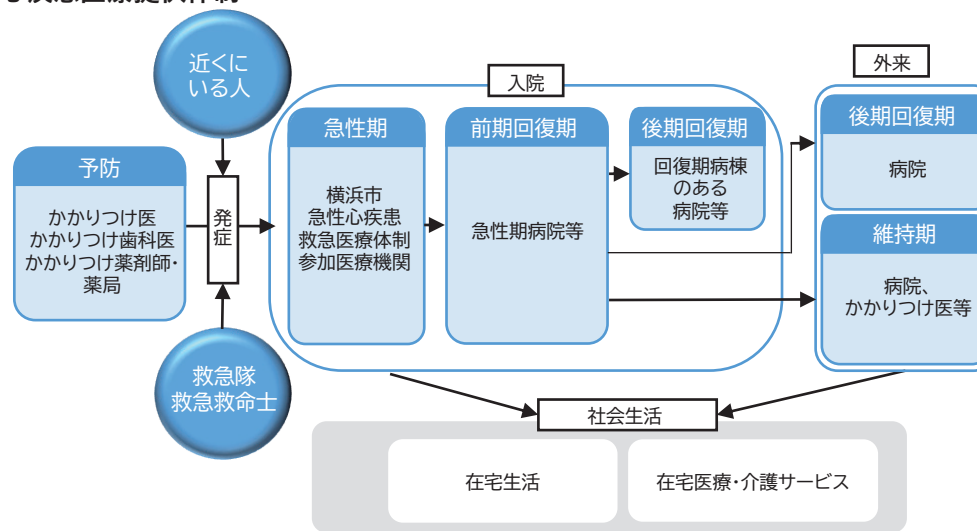 近くに
いる人
予防
かかりつけ医
かかりつけ歯科医
かかりつけ薬剤師・
薬局
発症
救急隊
救急救命士
入院
急性期
横浜市
急性心疾患
救急医療体制
参加医療機関
前期回復期
急性期病院等
後期回復期
回復期病棟
のある
病院等
外来
後期回復期
病院
維持期
病院、
かかりつけ医等
社会生活
在宅生活
在宅医療・介護サービス